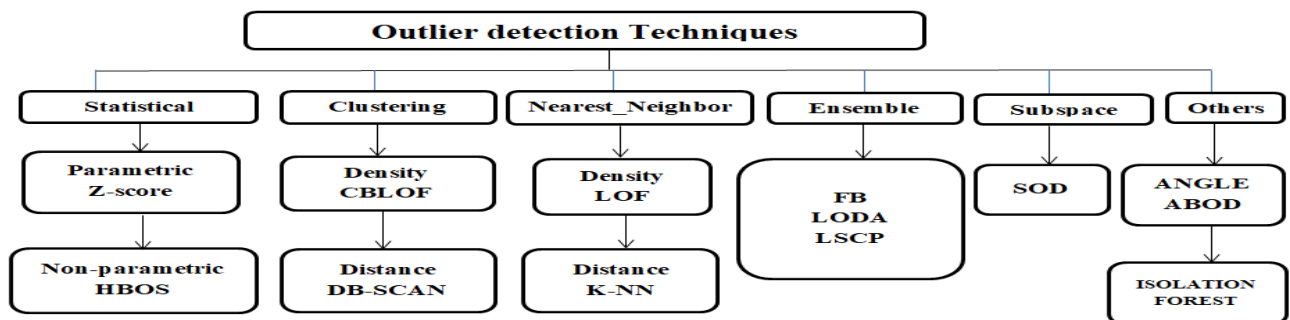 Outlier detection Techniques
Statistical
Clustering
Nearest_Neighbor
Ensemble
Subspace
Others
Parametric
Z-score
Density
CBLOF
Density
LOF
FB
LODA
LSCP
SOD
ANGLE
ABOD
Non-parametric
HBOS
Distance
DB-SCAN
Distance
K-NN
ISOLATION
FOREST